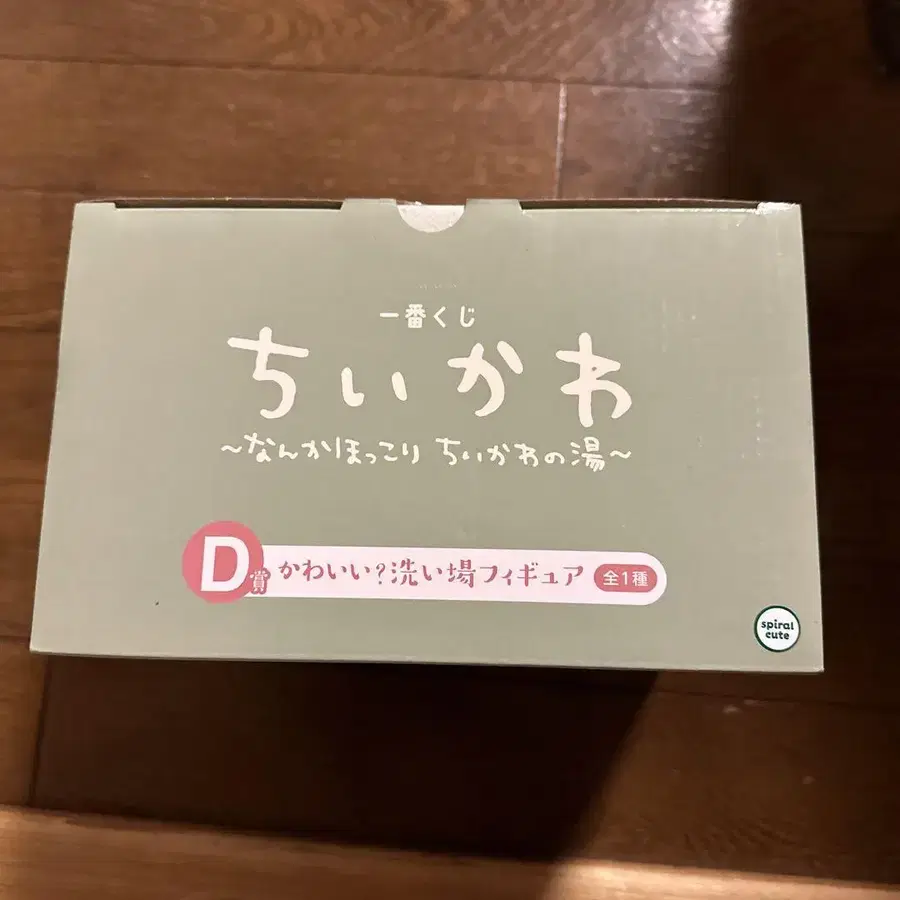 一番くじ
ちいかわ
～なんかほっこり ちいかわの湯～
D賞 かわいい?洗い場フィギュア 全1種
spiral
cute